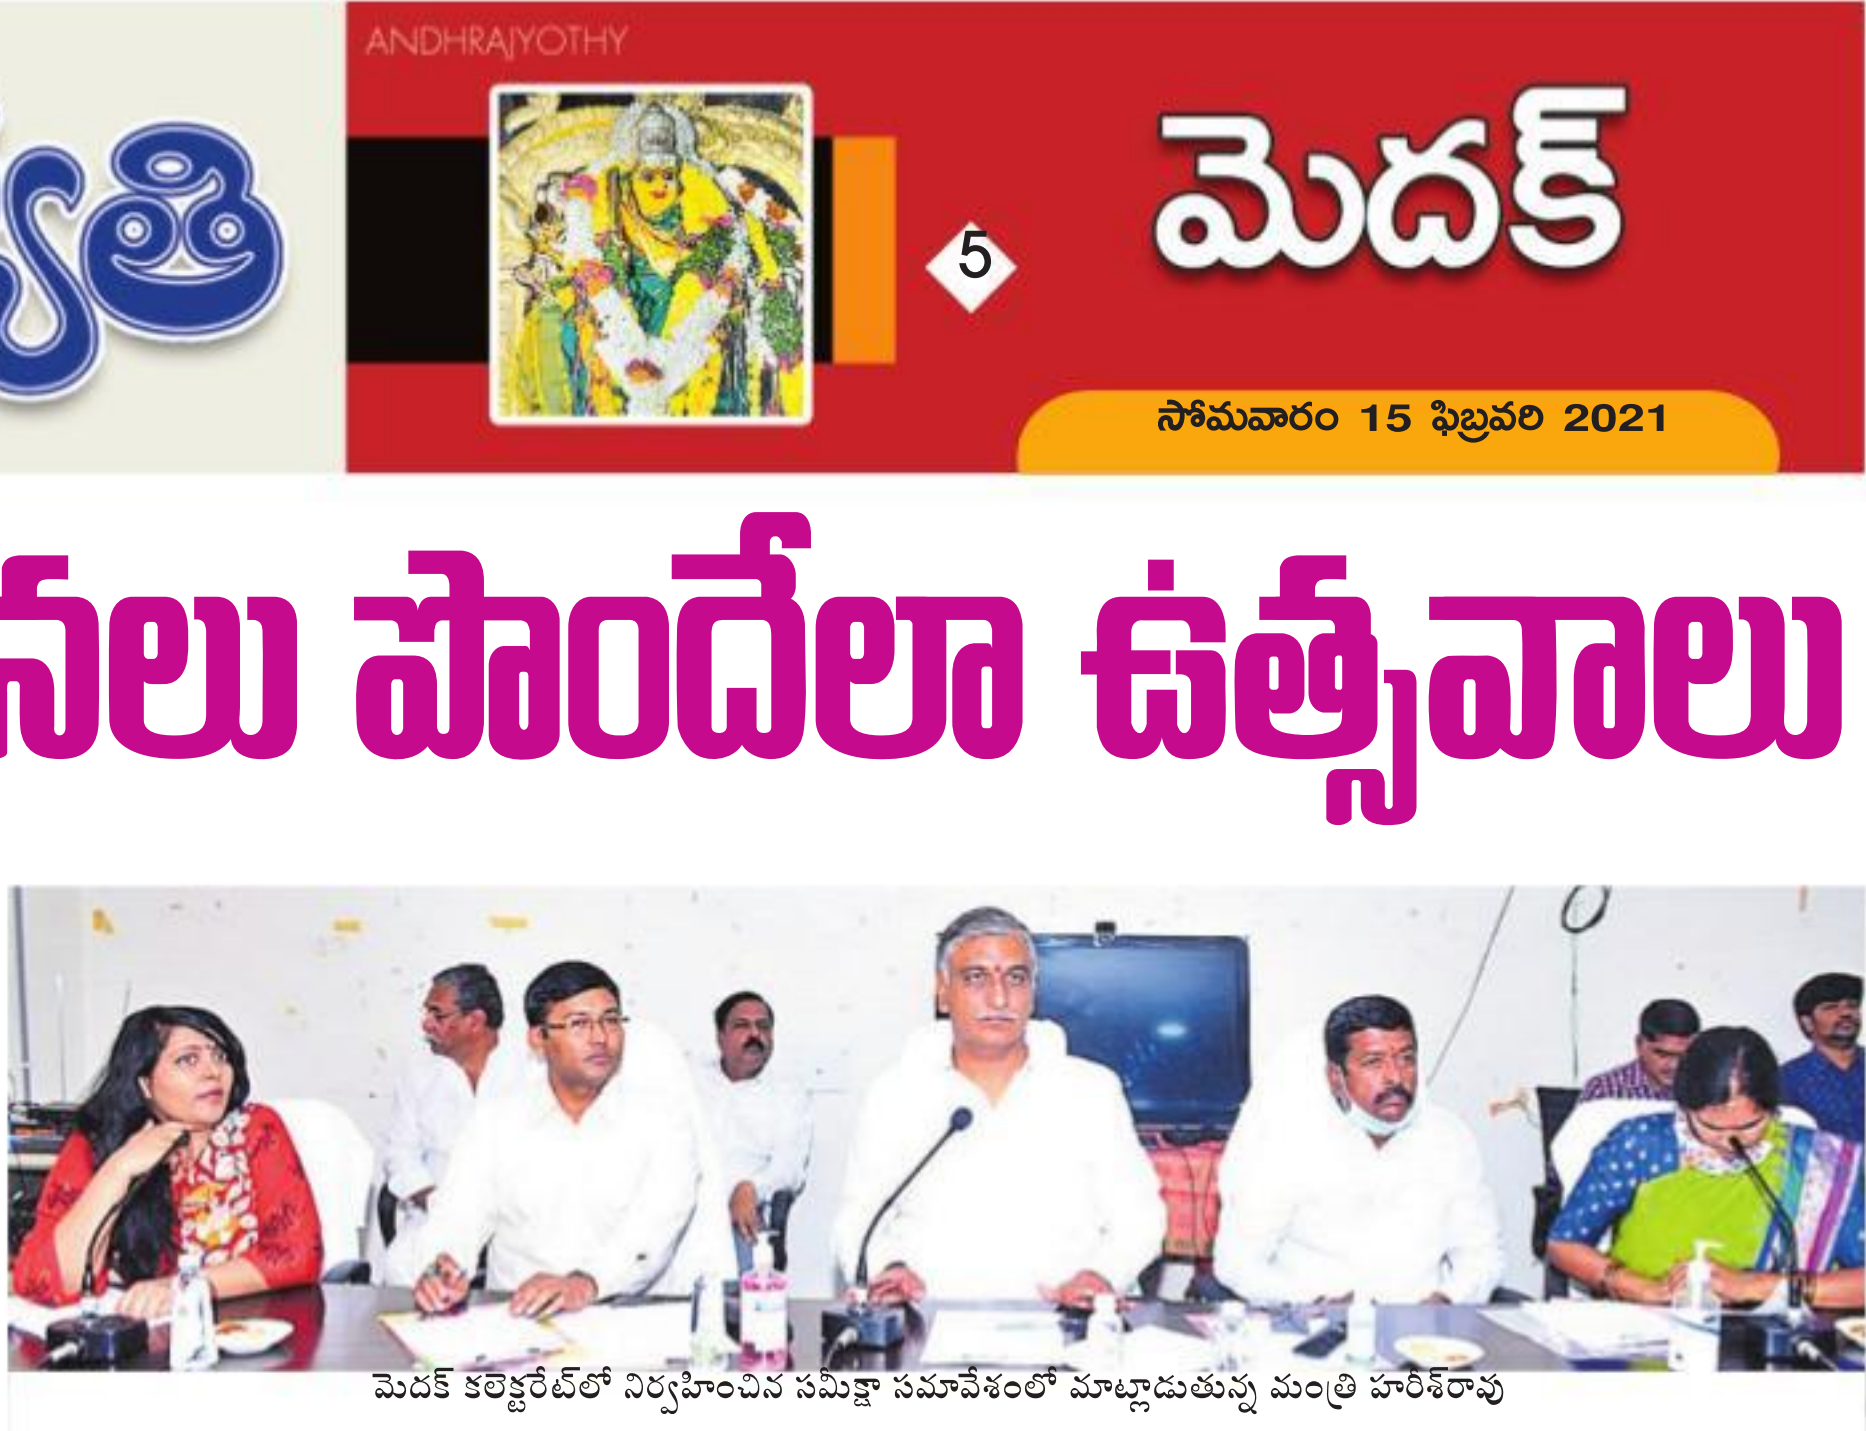 ANDHRAJYOTHY
్యోతి
5
మెదక్
సోమవారం 15 ఫిబ్రవరి 2021
నలు పొందేలా ఉత్సవాలు
మెదక్ కలెక్టరేట్‌లో నిర్వహించిన సమీక్షా సమావేశంలో మాట్లాడుతున్న మంత్రి హరీశ్‌రావు